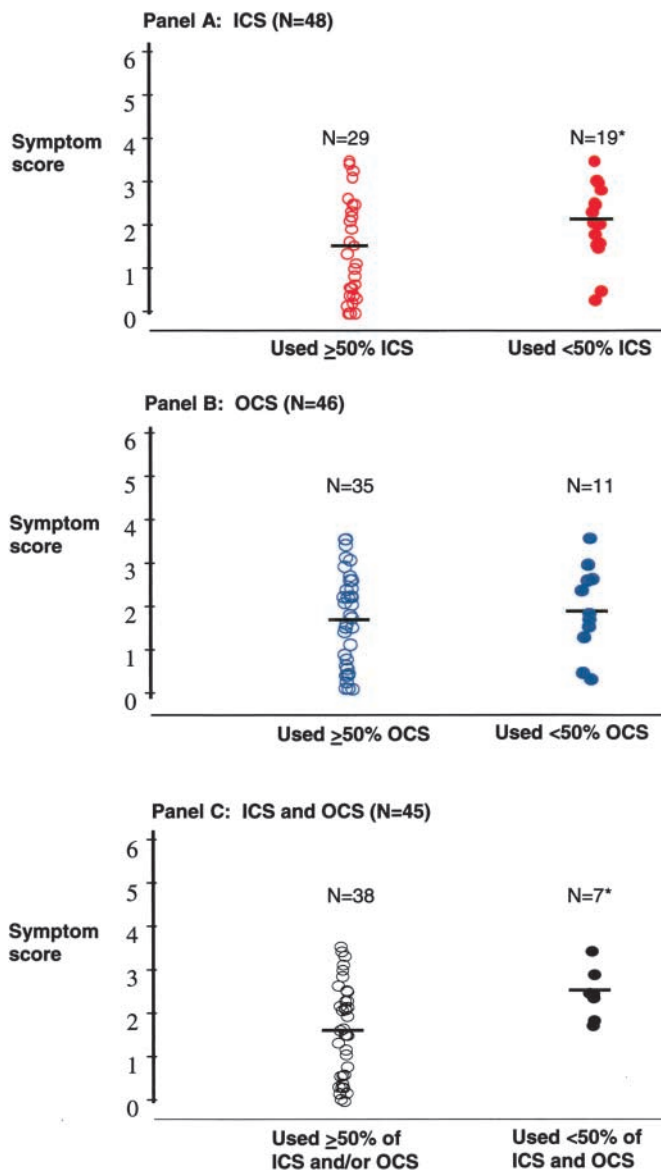 Panel A: ICS (N=48)
6
5
4
3
2
1
0
Symptom
score
N=29
N=19*
Used ≥50% ICS
Used <50% ICS
Panel B: OCS (N=46)
6
5
4
3
2
1
0
Symptom
score
N=35
N=11
Used ≥50% OCS
Used <50% OCS
Panel C: ICS and OCS (N=45)
6
5
4
3
2
1
0
Symptom
score
N=38
N=7*
Used ≥50% of
ICS and/or OCS
Used <50% of
ICS and OCS